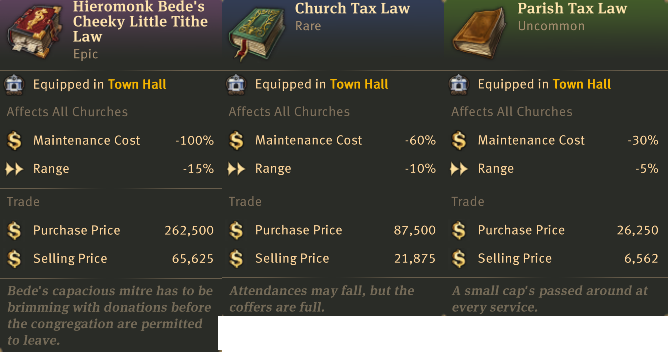 Hieromonk Bede's
Cheeky Little Tithe
Law
Epic
Equipped in Town Hall
Affects All Churches
Maintenance Cost -100%
Range -15%
Trade
Purchase Price 262,500
Selling Price 65,625
Bede's capacious mitre has to be
brimming with donations before
the congregation are permitted
to leave.
Church Tax Law
Rare
Equipped in Town Hall
Affects All Churches
Maintenance Cost -60%
Range -10%
Trade
Purchase Price 87,500
Selling Price 21,875
Attendances may fall, but the
coffers are full.
Parish Tax Law
Uncommon
Equipped in Town Hall
Affects All Churches
Maintenance Cost -30%
Range -5%
Trade
Purchase Price 26,250
Selling Price 6,562
A small cap's passed around at
every service.